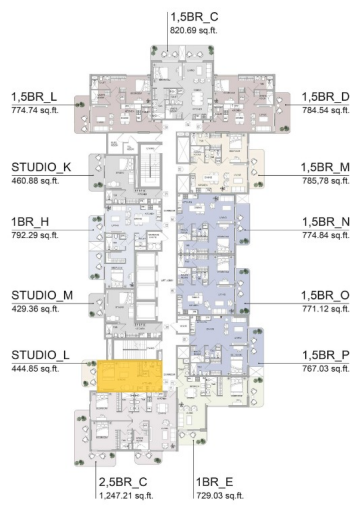 1,5BR_C
820.69 sq.ft.
1,5BR_L
774.74 sq.ft.
1,5BR_D
784.54 sq.ft.
STUDIO_K
460.88 sq.ft.
1,5BR_M
785,78 sq.ft.
1BR_H
792.29 sq.ft.
1,5BR_N
774.84 sq.ft.
STUDIO_M
429.36 sq.ft.
1,5BR_O
771.12 sq.ft.
STUDIO_L
444.85 sq.ft.
1,5BR_P
767.03 sq.ft.
2,5BR_C
1,247.21 sq.ft.
1BR_E
729.03 sq.ft.